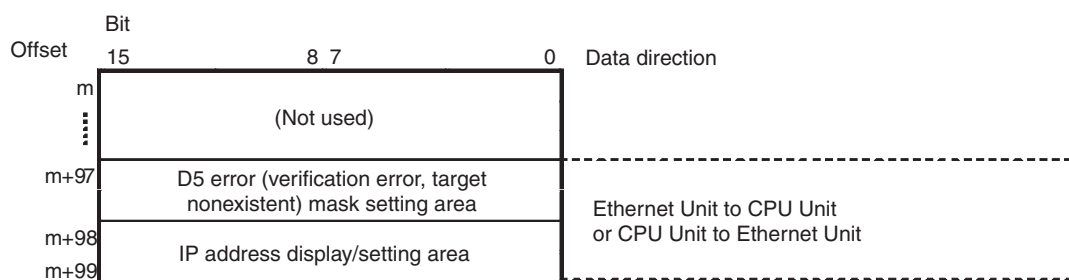 Bit
Offset 15 8 7 0 Data direction
m
(Not used)
m+97 D5 error (verification error, target
nonexistent) mask setting area
Ethernet Unit to CPU Unit
or CPU Unit to Ethernet Unit
m+98
IP address display/setting area
m+99